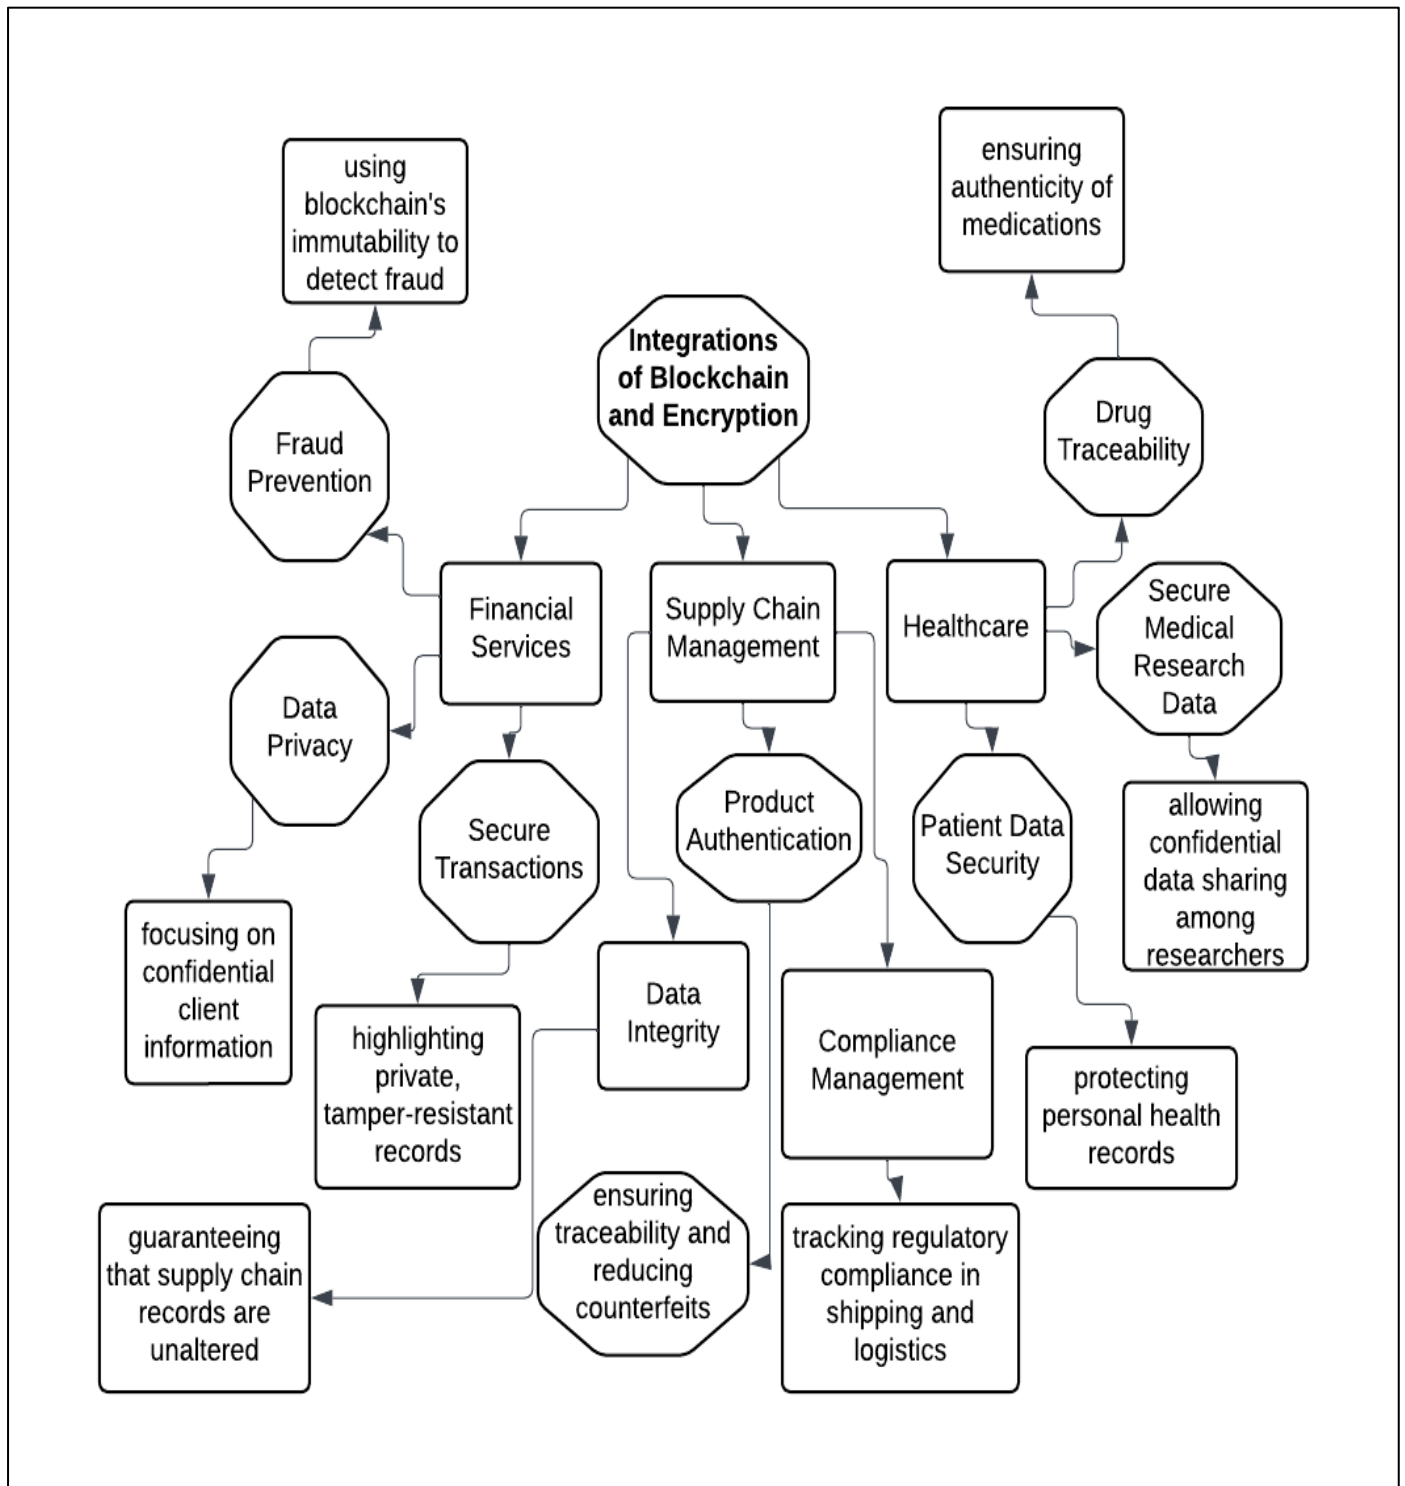 using
blockchain's
immutability to
detect fraud
ensuring
authenticity of
medications
Integrations
of Blockchain
and Encryption
Fraud
Prevention
Drug
Traceability
Financial
Services
Supply Chain
Management
Healthcare
Secure
Medical
Research
Data
Data
Privacy
Secure
Transactions
Product
Authentication
Patient Data
Security
allowing
confidential
data sharing
among
researchers
focusing on
confidential
client
information
highlighting
private,
tamper-resistant
records
Data
Integrity
Compliance
Management
protecting
personal health
records
guaranteeing
that supply chain
records are
unaltered
ensuring
traceability and
reducing
counterfeits
tracking regulatory
compliance in
shipping and
logistics